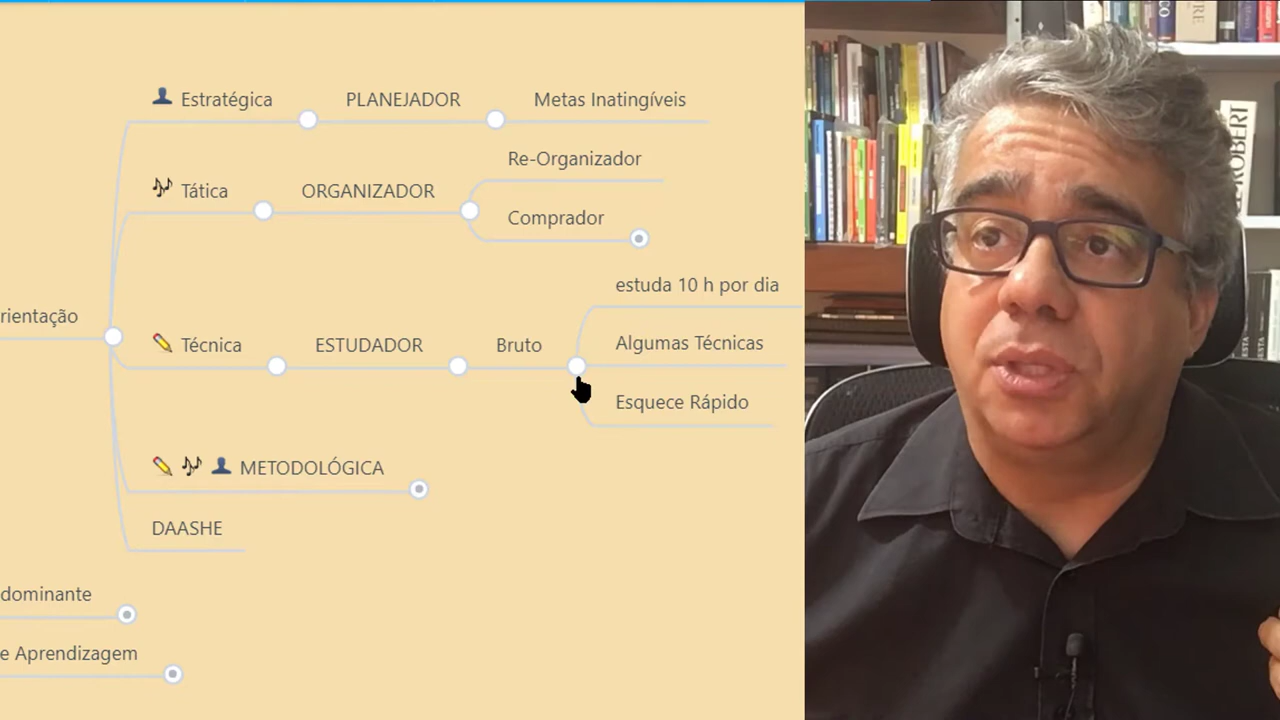 Estratégica PLANEJADOR Metas Inatingíveis
Re-Organizador
Tática ORGANIZADOR
Comprador
estuda 10 h por dia
rientação
Técnica ESTUDADOR Bruto Algumas Técnicas
Esquece Rápido
METODOLÓGICA
DAASHE
dominante
e Aprendizagem
ROBERT